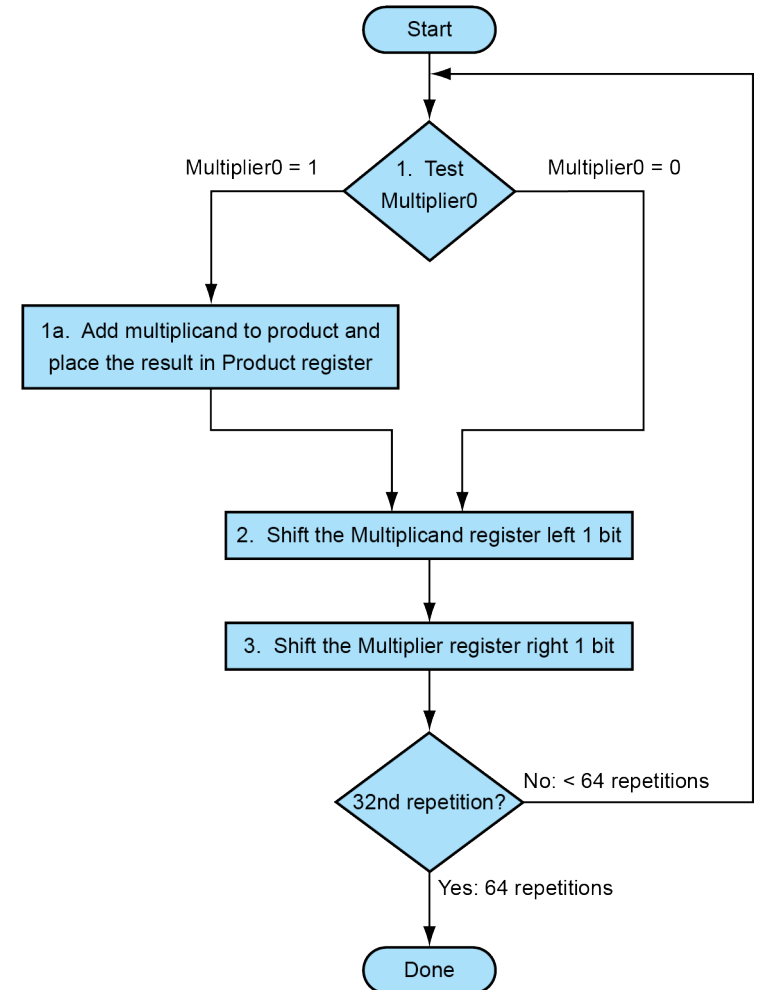 Start
Multiplier0 = 1
1. Test
Multiplier0
Multiplier0 = 0
1a. Add multiplicand to product and
place the result in Product register
2. Shift the Multiplicand register left 1 bit
3. Shift the Multiplier register right 1 bit
32nd repetition?
No: < 64 repetitions
Yes: 64 repetitions
Done